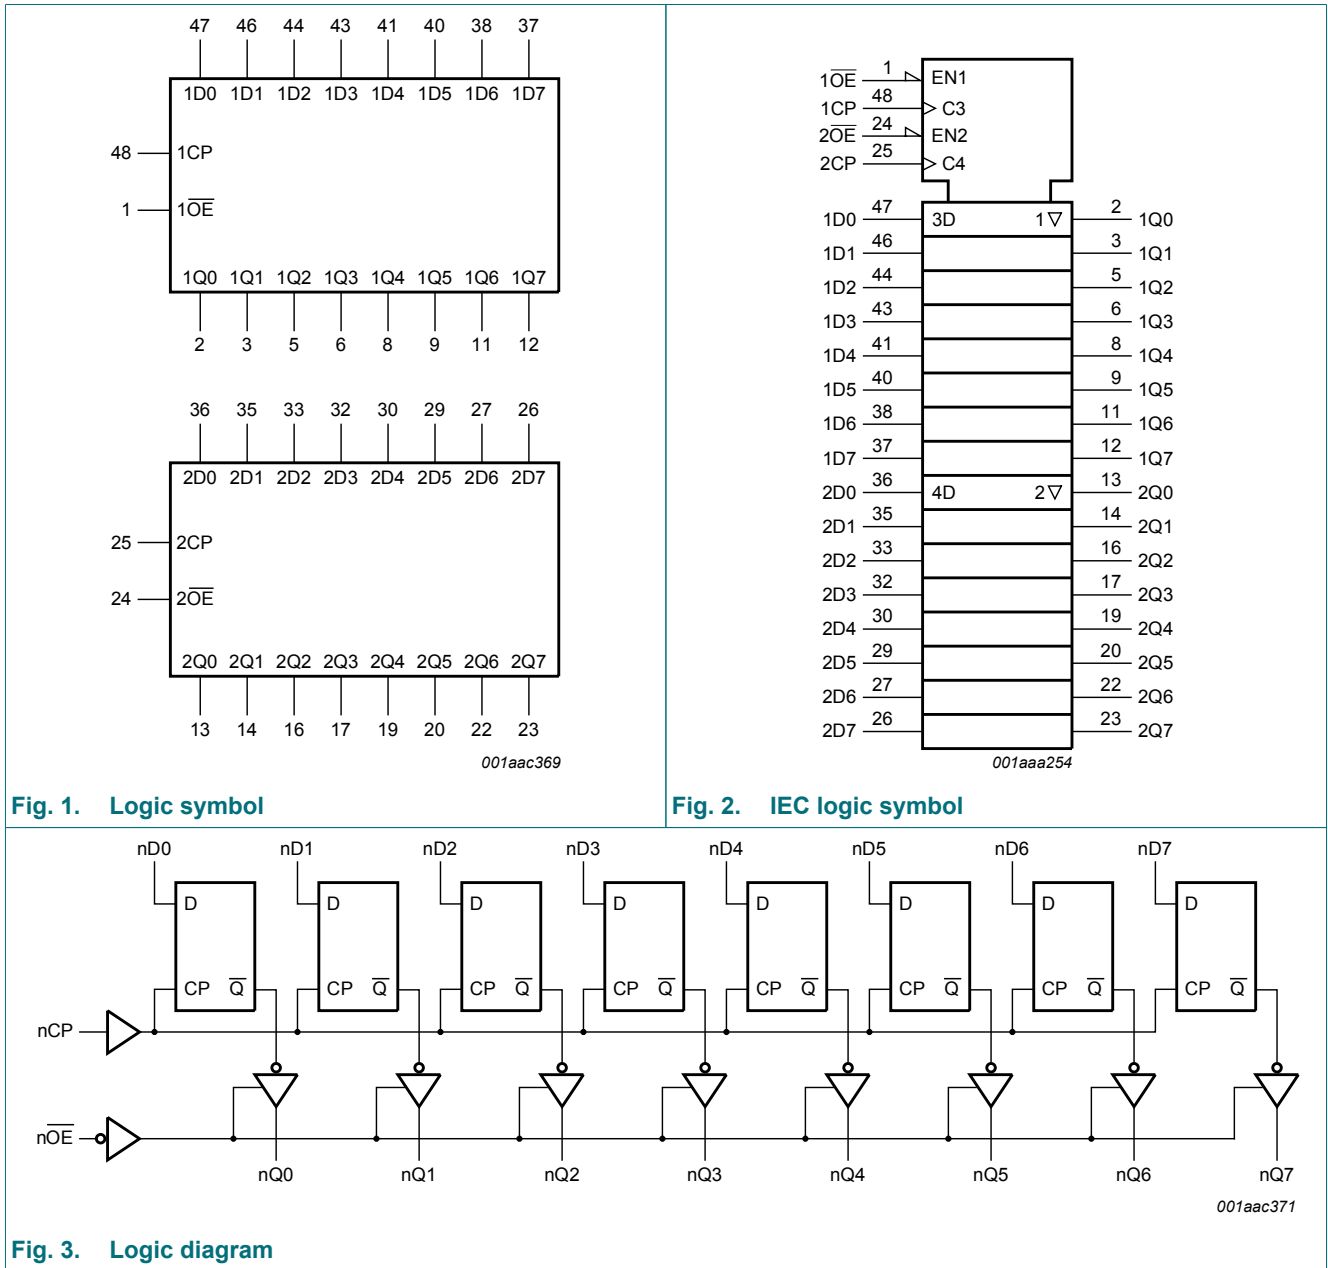 47 46 44 43 41 40 38 37
1D0 1D1 1D2 1D3 1D4 1D5 1D6 1D7
48 1CP
1 1O̅E̅
1Q0 1Q1 1Q2 1Q3 1Q4 1Q5 1Q6 1Q7
2 3 5 6 8 9 11 12
36 35 33 32 30 29 27 26
2D0 2D1 2D2 2D3 2D4 2D5 2D6 2D7
25 2CP
24 2O̅E̅
2Q0 2Q1 2Q2 2Q3 2Q4 2Q5 2Q6 2Q7
13 14 16 17 19 20 22 23
001aac369
Fig. 1. Logic symbol
1O̅E̅ 1 EN1
1CP 48 C3
2O̅E̅ 24 EN2
2CP 25 C4
1D0 47 3D 1▽ 2 1Q0
1D1 46 3 1Q1
1D2 44 5 1Q2
1D3 43 6 1Q3
1D4 41 8 1Q4
1D5 40 9 1Q5
1D6 38 11 1Q6
1D7 37 12 1Q7
2D0 36 4D 2▽ 13 2Q0
2D1 35 14 2Q1
2D2 33 16 2Q2
2D3 32 17 2Q3
2D4 30 19 2Q4
2D5 29 20 2Q5
2D6 27 22 2Q6
2D7 26 23 2Q7
001aaa254
Fig. 2. IEC logic symbol
nD0 nD1 nD2 nD3 nD4 nD5 nD6 nD7
D D D D D D D D
CP Q̅ CP Q̅ CP Q̅ CP Q̅ CP Q̅ CP Q̅ CP Q̅ CP Q̅
nCP
nO̅E̅
nQ0 nQ1 nQ2 nQ3 nQ4 nQ5 nQ6 nQ7
001aac371
Fig. 3. Logic diagram